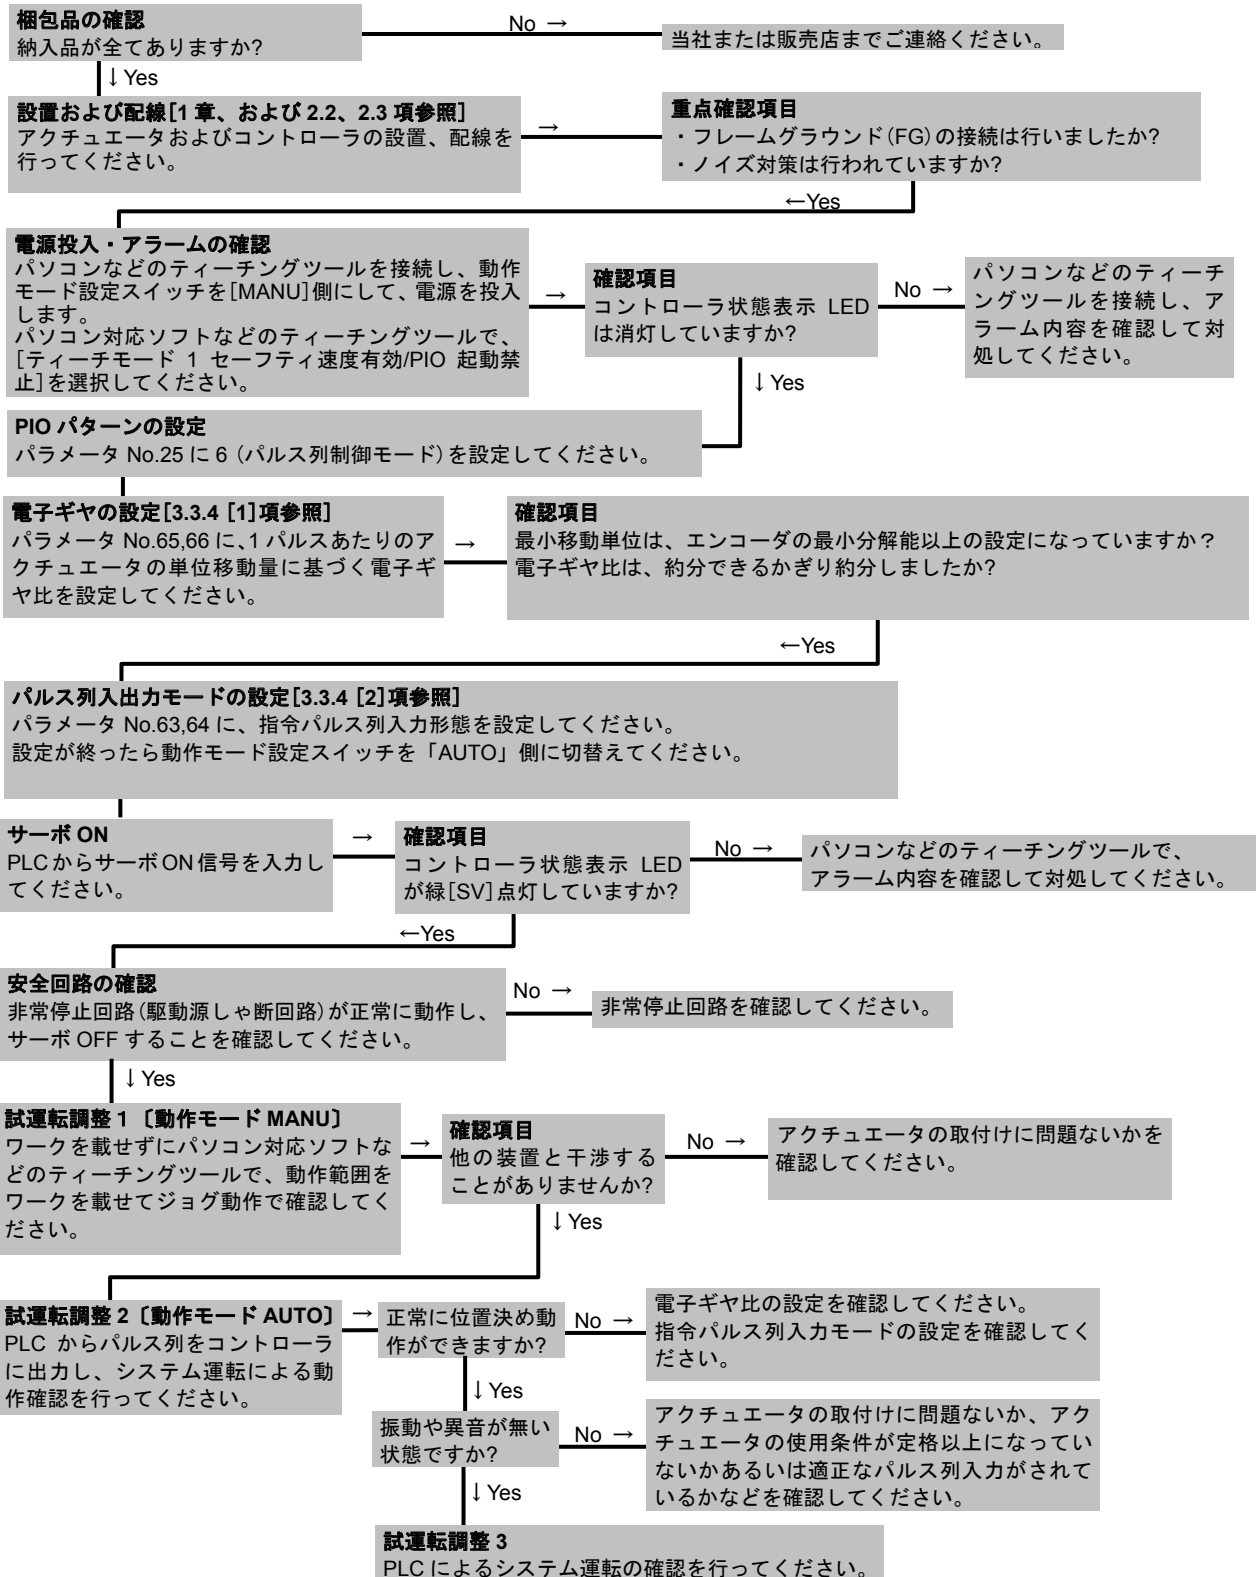 梱包品の確認
納入品が全てありますか?
No →
当社または販売店までご連絡ください。
↓Yes
設置および配線[1 章、および 2.2、2.3 項参照]
アクチュエータおよびコントローラの設置、配線を
行ってください。
→
重点確認項目
・フレームグラウンド(FG)の接続は行いましたか?
・ノイズ対策は行われていますか?
←Yes
電源投入・アラームの確認
パソコンなどのティーチングツールを接続し、動作
モード設定スイッチを[MANU]側にして、電源を投入
します。
パソコン対応ソフトなどのティーチングツールで、
[ティーチモード 1 セーフティ速度有効/PIO 起動禁
止]を選択してください。
→
確認項目
コントローラ状態表示 LED
は消灯していますか?
No →
パソコンなどのティーチ
ングツールを接続し、ア
ラーム内容を確認して対
処してください。
↓Yes
PIO パターンの設定
パラメータ No.25 に 6 (パルス列制御モード)を設定してください。
電子ギヤの設定[3.3.4 [1]項参照]
パラメータ No.65,66 に、1 パルスあたりのア
クチュエータの単位移動量に基づく電子ギ
ヤ比を設定してください。
→
確認項目
最小移動単位は、エンコーダの最小分解能以上の設定になっていますか?
電子ギヤ比は、約分できるかぎり約分しましたか?
←Yes
パルス列入出力モードの設定[3.3.4 [2]項参照]
パラメータ No.63,64 に、指令パルス列入力形態を設定してください。
設定が終ったら動作モード設定スイッチを「AUTO」側に切替えてください。
サーボ ON
PLC からサーボ ON 信号を入力し
てください。
→
確認項目
コントローラ状態表示 LED
が緑[SV]点灯していますか?
No →
パソコンなどのティーチングツールで、
アラーム内容を確認して対処してください。
←Yes
安全回路の確認
非常停止回路(駆動源しゃ断回路)が正常に動作し、
サーボ OFF することを確認してください。
No →
非常停止回路を確認してください。
↓Yes
試運転調整 1 〔動作モード MANU〕
ワークを載せずにパソコン対応ソフトな
どのティーチングツールで、動作範囲を
ワークを載せてジョグ動作で確認してく
ださい。
→
確認項目
他の装置と干渉する
ことがありませんか?
No →
アクチュエータの取付けに問題ないかを
確認してください。
↓Yes
試運転調整 2〔動作モード AUTO〕
PLC からパルス列をコントローラ
に出力し、システム運転による動
作確認を行ってください。
→
正常に位置決め動
作ができますか?
No →
電子ギヤ比の設定を確認してください。
指令パルス列入力モードの設定を確認してく
ださい。
↓Yes
振動や異音が無い
状態ですか?
No →
アクチュエータの取付けに問題ないか、アク
チュエータの使用条件が定格以上になってい
ないかあるいは適正なパルス列入力がされて
いるかなどを確認してください。
↓Yes
試運転調整 3
PLC によるシステム運転の確認を行ってください。